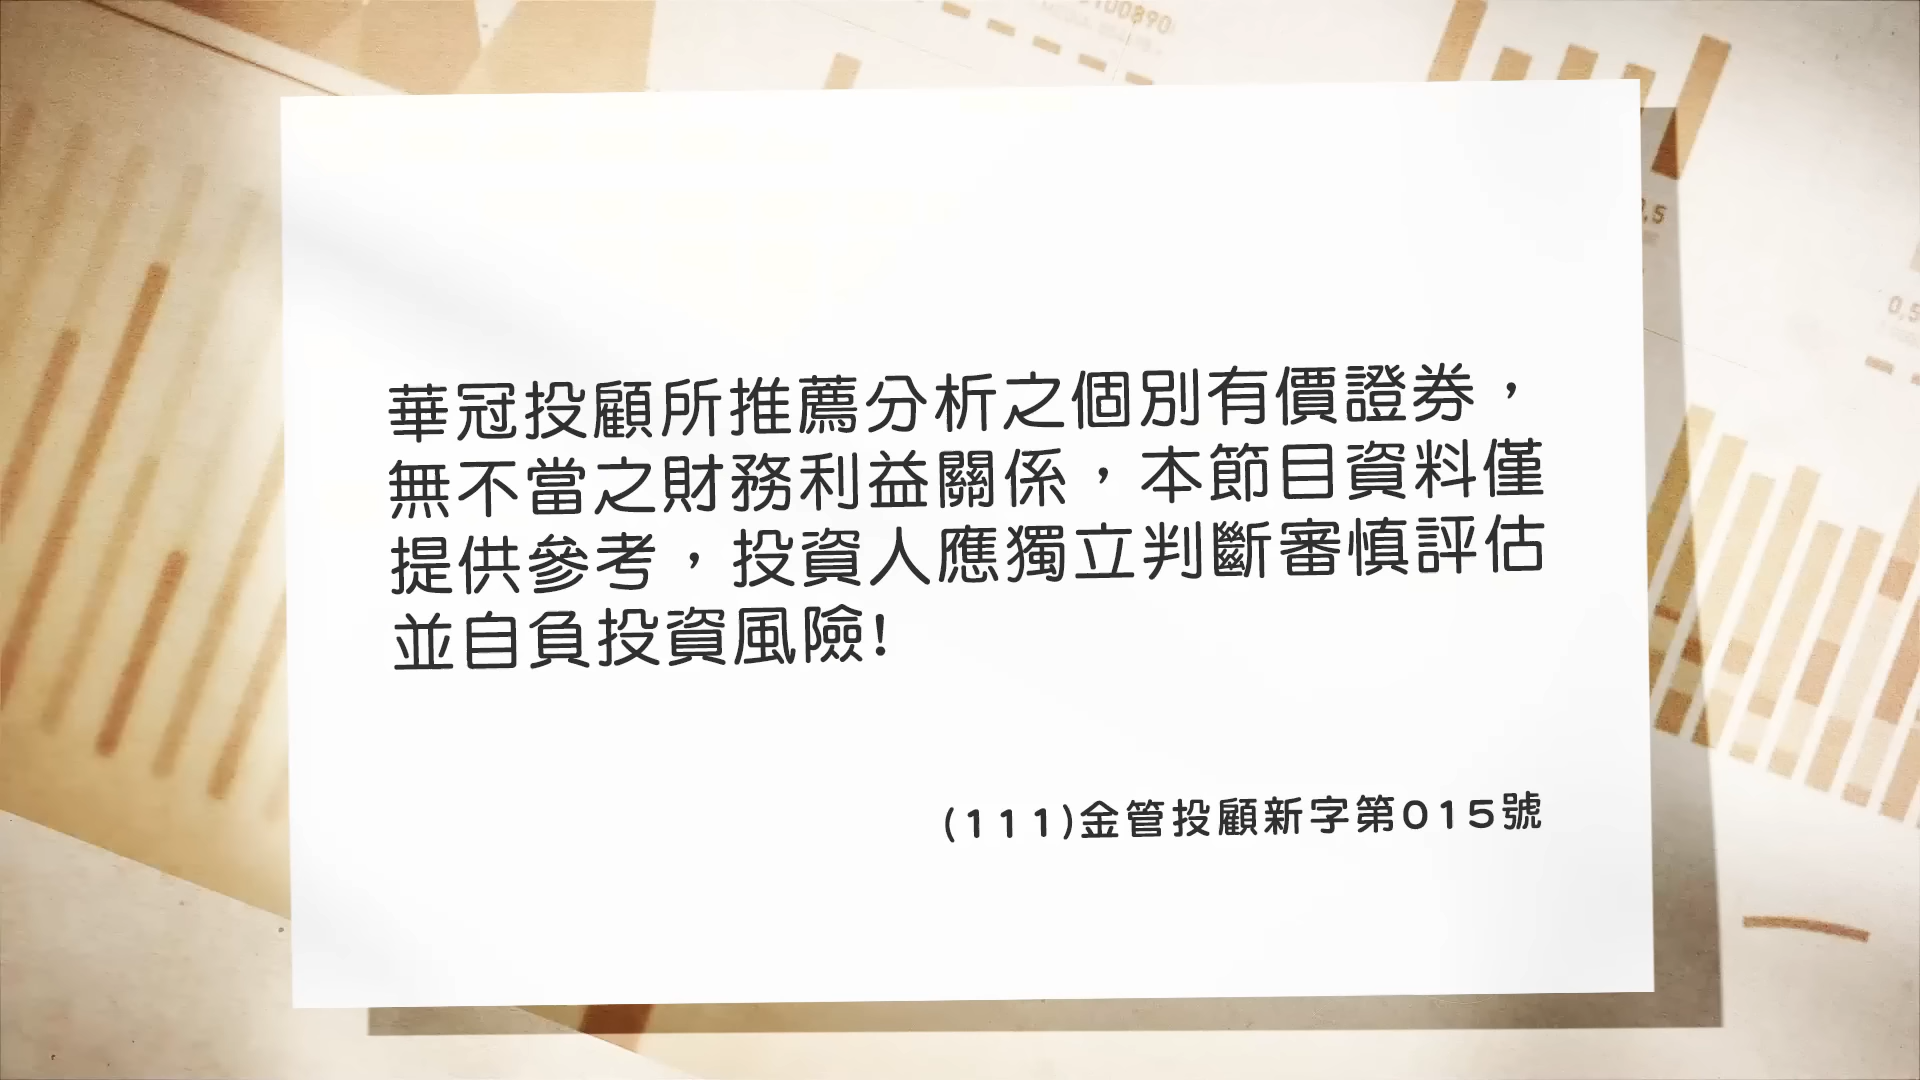 100890
華冠投顧所推薦分析之個別有價證券，
無不當之財務利益關係，本節目資料僅
提供參考，投資人應獨立判斷審慎評估
並自負投資風險!
(111)金管投顧新字第015號